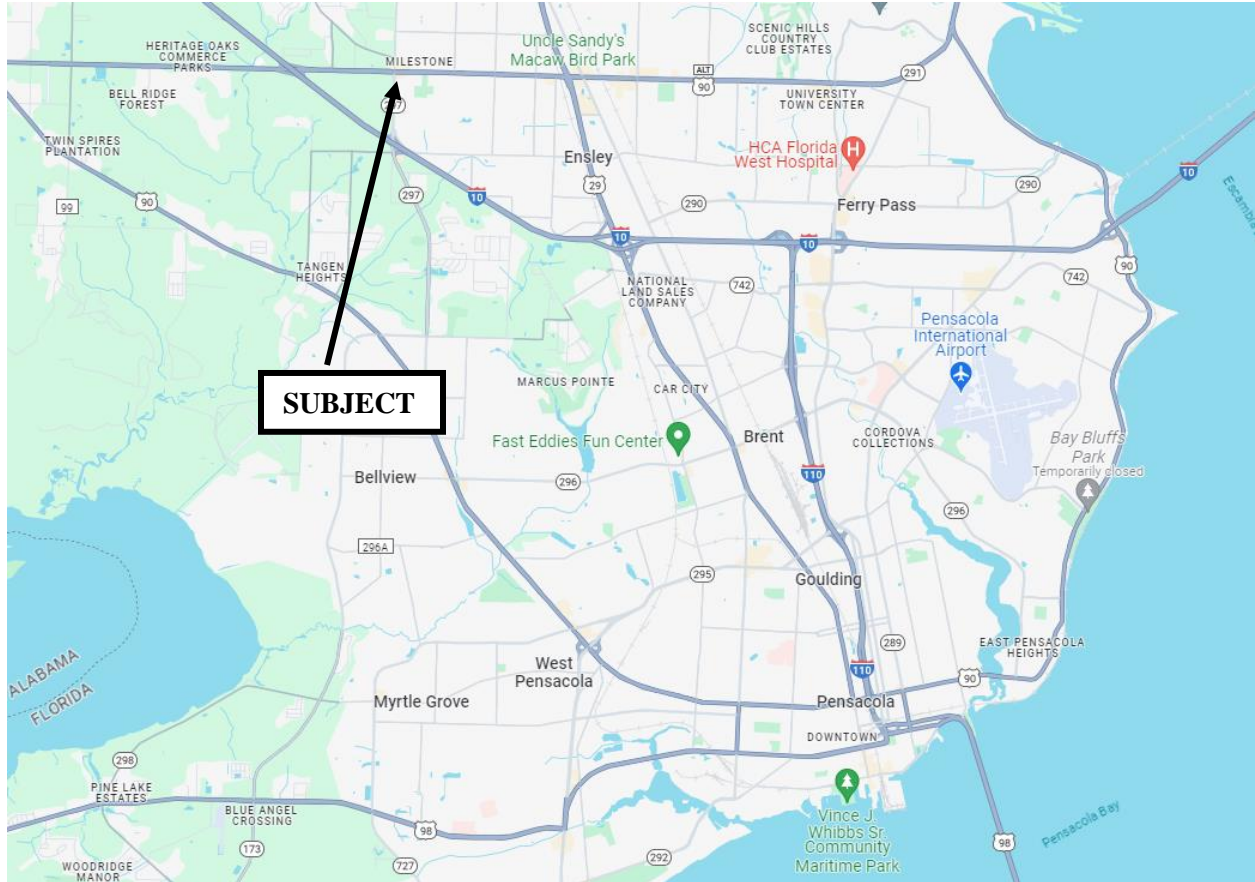 SCENIC HILLS
COUNTRY
CLUB ESTATES
HERITAGE OAKS
COMMERCE
PARKS
Uncle Sandy's
Macaw Bird Park
MILESTONE
ALT
90
291
BELL RIDGE
FOREST
UNIVERSITY
TOWN CENTER
297
TWIN SPIRES
PLANTATION
HCA Florida
West Hospital
H
Ensley
10
99
90
297
10
29
290
290
Ferry Pass
Escambia
10
10
10
90
TANGEN
HEIGHTS
NATIONAL
LAND SALES
COMPANY
742
742
Pensacola
International
Airport
SUBJECT
MARCUS POINTE
CAR CITY
Fast Eddies Fun Center
Brent
CORDOVA
COLLECTIONS
Bay Bluffs
Park
Temporarily closed
Bellview
296
110
296
296A
295
Goulding
289
EAST PENSACOLA
HEIGHTS
ALABAMA
FLORIDA
West
Pensacola
110
90
Myrtle Grove
Pensacola
DOWNTOWN
298
PINE LAKE
ESTATES
BLUE ANGEL
CROSSING
98
173
Vince J.
Whibbs Sr.
Community
Maritime Park
Pensacola Bay
98
WOODRIDGE
MANOR
727
292